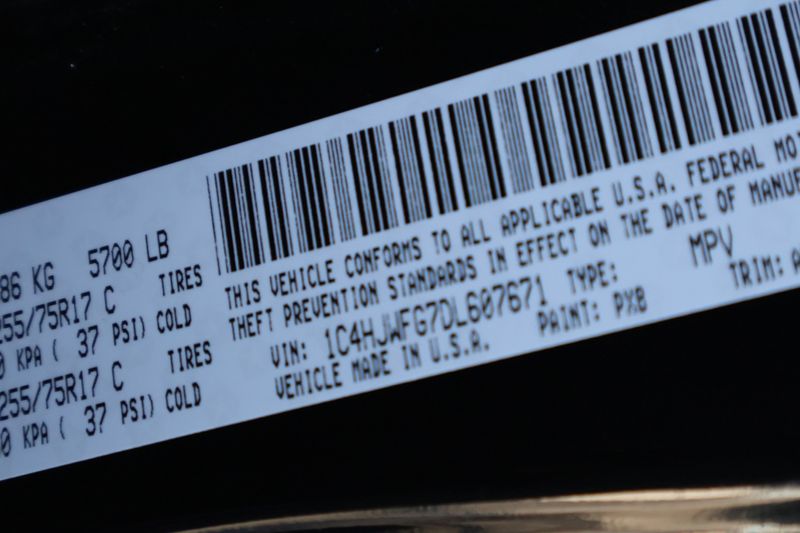 86 KG 5700 LB
255/75R17 C TIRES
0 KPA ( 37 PSI) COLD
255/75R17 C TIRES
0 KPA ( 37 PSI) COLD
THIS VEHICLE CONFORMS TO ALL APPLICABLE U.S.A. FEDERAL MO
THEFT PREVENTION STANDARDS IN EFFECT ON THE DATE OF MANUF
VIN: 1C4HJWFG7DL607671 TYPE: MPV
VEHICLE MADE IN U.S.A. PAINT: PXB TRIM: A